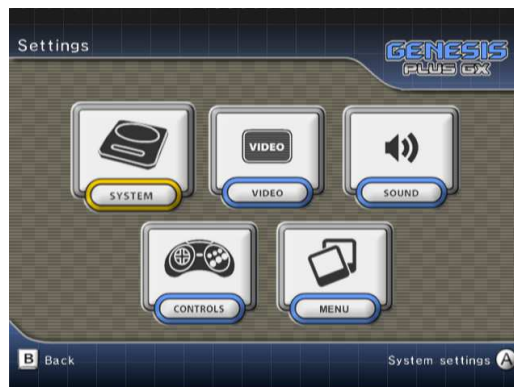 Settings
GENESIS
PLUS GX
VIDEO
SYSTEM
VIDEO
SOUND
CONTROLS
MENU
B Back
System settings A